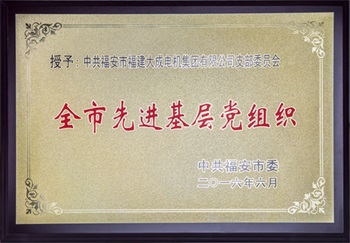 授予：中共福安市福建大成电机集团有限公司支部委员会
全市先进基层党组织
中共福安市委
二〇一六年六月